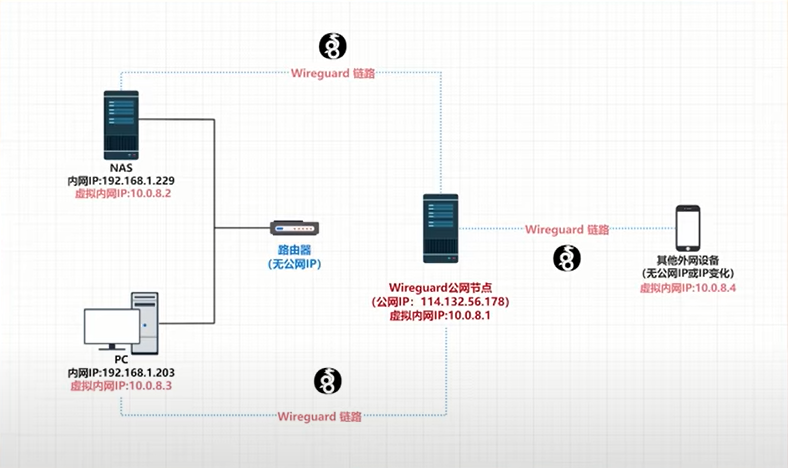 Wireguard 链路
NAS
内网IP:192.168.1.229
虚拟内网IP:10.0.8.2
路由器
(无公网IP)
Wireguard 链路
其他外网设备
(无公网IP或IP变化)
虚拟内网IP:10.0.8.4
Wireguard公网节点
(公网IP：114.132.56.178)
虚拟内网IP:10.0.8.1
PC
内网IP:192.168.1.203
虚拟内网IP:10.0.8.3
Wireguard 链路